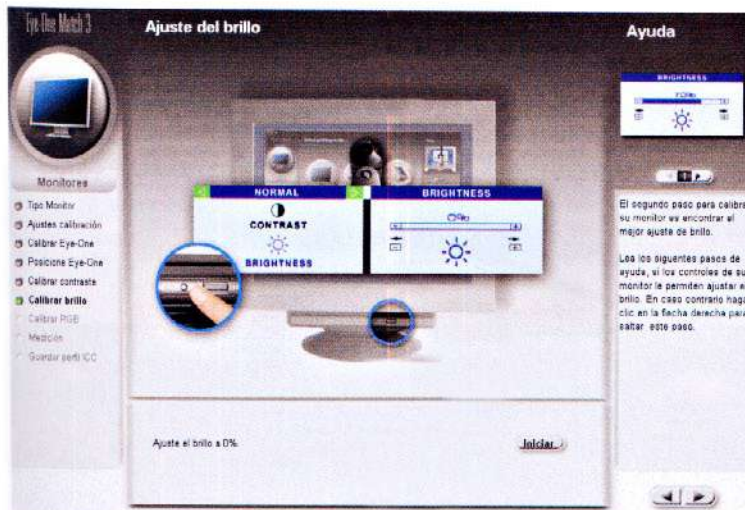 Eye-One Match 3
Ajuste del brillo
Ayuda
Monitores
Tipo Monitor
Ajustes calibración
Calibrar Eye-One
Posicione Eye-One
Calibrar contraste
Calibrar brillo
Calibrar RGB
Medición
Guardar perfil ICC
NORMAL
CONTRAST
BRIGHTNESS
BRIGHTNESS
0%
Ajuste el brillo a 0%.
Iniciar
BRIGHTNESS
El segundo paso para calibrar
su monitor es encontrar el
mejor ajuste de brillo.
Lea los siguientes pasos de
ayuda, si los controles de su
monitor le permiten ajustar el
brillo. En caso contrario haga
clic en la flecha derecha para
saltar este paso.